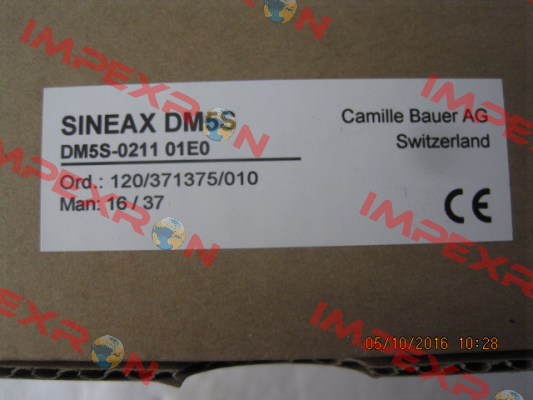 SINEAX DM5S
DM5S-0211 01E0
Ord.: 120/371375/010
Man: 16 / 37
Camille Bauer AG
Switzerland
CE
IMPEXRON
IMPEXRON
IMPEXRON
IMPEXRON
IMPEXRON
IMPEXRON
05/10/2016 10:28